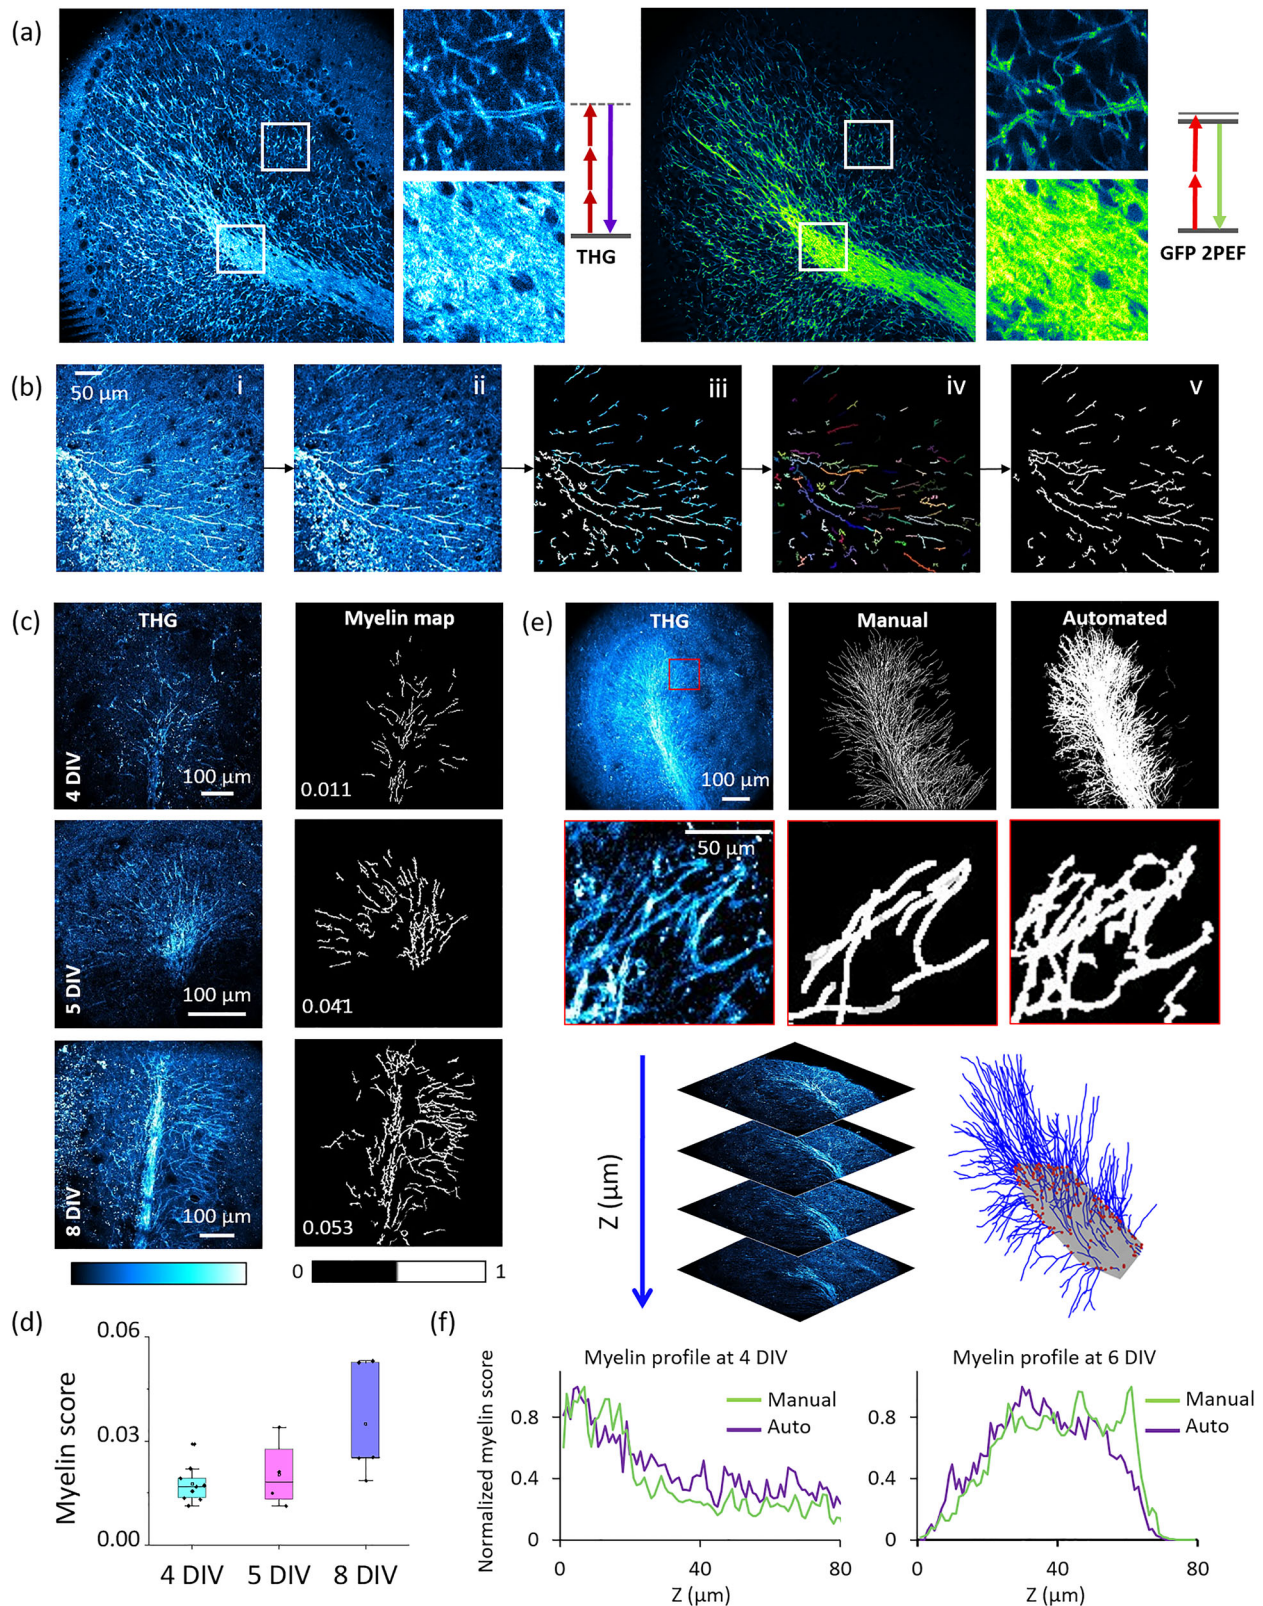 (a)
THG
GFP 2PEF
(b)
50 μm
i
ii
iii
iv
v
(c)
THG
Myelin map
4 DIV
100 μm
0.011
5 DIV
100 μm
0.041
8 DIV
100 μm
0.053
0
1
(e)
THG
Manual
Automated
100 μm
50 μm
Z (μm)
(d)
Myelin score
0.06
0.03
0.00
4 DIV
5 DIV
8 DIV
(f)
Normalized myelin score
Myelin profile at 4 DIV
Manual
Auto
0.8
0.4
0
0
40
80
Z (μm)
Myelin profile at 6 DIV
Manual
Auto
0.8
0.4
0
0
40
80
Z (μm)